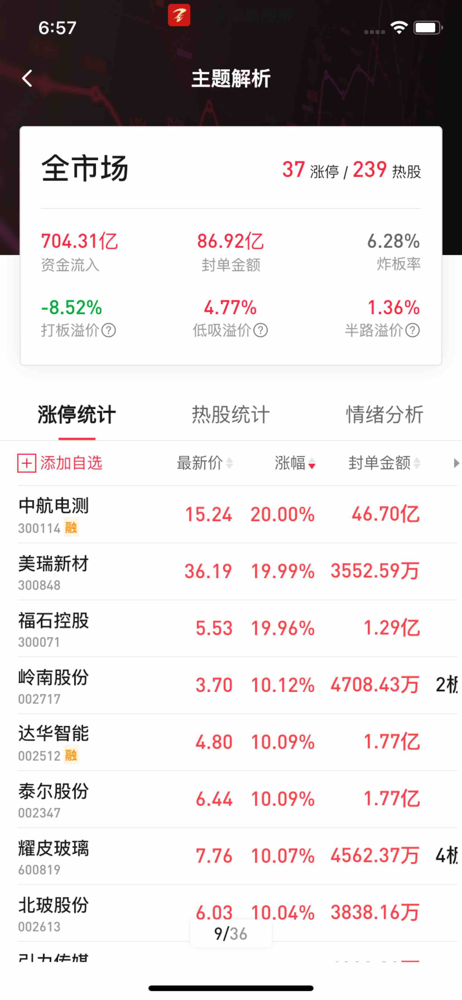 6:57
主题解析
全市场
37 涨停 / 239 热股
704.31亿 86.92亿 6.28%
资金流入 封单金额 炸板率
-8.52% 4.77% 1.36%
打板溢价? 低吸溢价? 半路溢价?
涨停统计 热股统计 情绪分析
添加自选 最新价 涨幅 封单金额
中航电测
15.24 20.00% 46.70亿
300114 融
美瑞新材
36.19 19.99% 3552.59万
300848
福石控股
5.53 19.96% 1.29亿
300071
岭南股份
3.70 10.12% 4708.43万 2板
002717
达华智能
4.80 10.09% 1.77亿
002512 融
泰尔股份
6.44 10.09% 1.77亿
002347
耀皮玻璃
7.76 10.07% 4562.37万 4板
600819
北玻股份
6.03 10.04% 3838.16万
002613
9/36
引力传媒